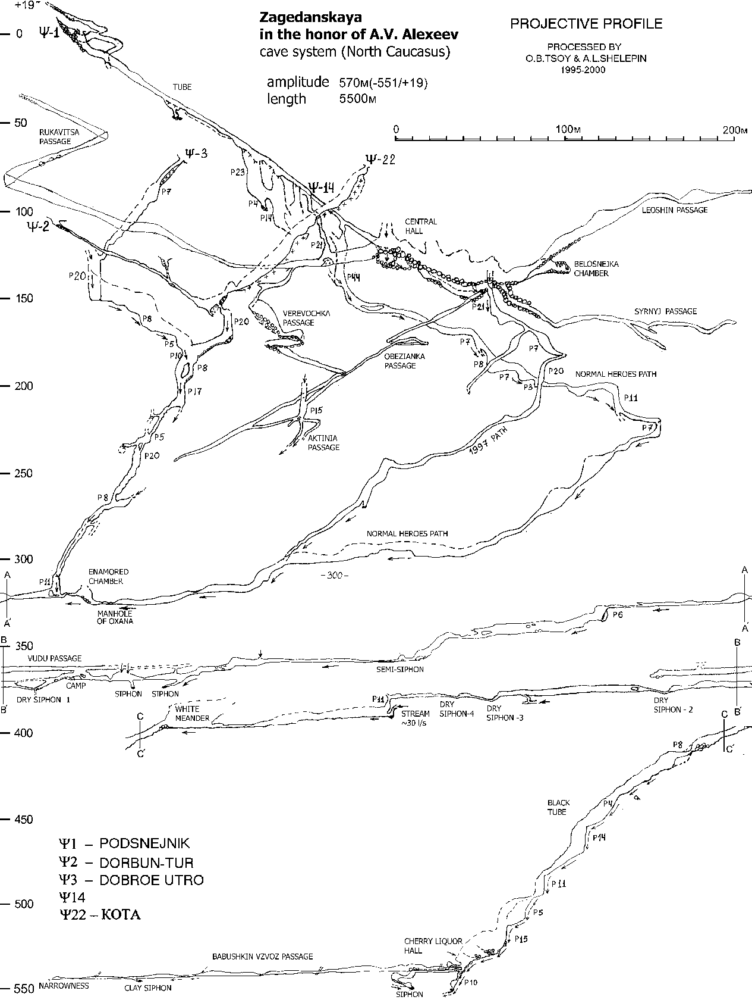 +19
Zagedanskaya
in the honor of A.V. Alexeev
cave system (North Caucasus)
PROJECTIVE PROFILE
PROCESSED BY
O.B.TSOY & A.L.SHELEPIN
1995-2000
0
Ψ-1
amplitude 570м(-551/+19)
length 5500м
TUBE
50
RUKAVITSA
PASSAGE
0 100м 200м
Ψ-3
Ψ-22
P23
P7
Ψ-14
P4
P14
100
LEOSHIN PASSAGE
Ψ-2
CENTRAL
HALL
P21
BELOSNEJKA
CHAMBER
P20
P44
150
P21
SYRNYJ PASSAGE
VEREVOCHKA
PASSAGE
P8
P20
P5
P7
P7
P10
OBEZIANKA
PASSAGE
P8
P8
P20
NORMAL HEROES PATH
P7
P3
200
P17
P11
P15
P7
P5
AKTINIA
PASSAGE
1997 PATH
P20
250
P8
NORMAL HEROES PATH
300
-300-
A
ENAMORED
CHAMBER
A
P11
MANHOLE
OF OXANA
P6
A'
A'
B
350
B
VUDU PASSAGE
SEMI-SIPHON
CAMP
SIPHON
SIPHON
DRY SIPHON 1
P11
DRY
SIPHON-4
DRY
SIPHON -3
DRY
SIPHON - 2
B'
B'
WHITE
MEANDER
STREAM
~30 l/s
C
C
400
C'
C'
P8
BLACK
TUBE
P4
450
P14
Ψ1 – PODSNEJNIK
Ψ2 – DORBUN-TUR
Ψ3 – DOBROE UTRO
Ψ14
Ψ22 – KOTA
P11
500
P5
P15
CHERRY LIQUOR
HALL
BABUSHKIN VZVOZ PASSAGE
550
NARROWNESS
CLAY SIPHON
P10
SIPHON